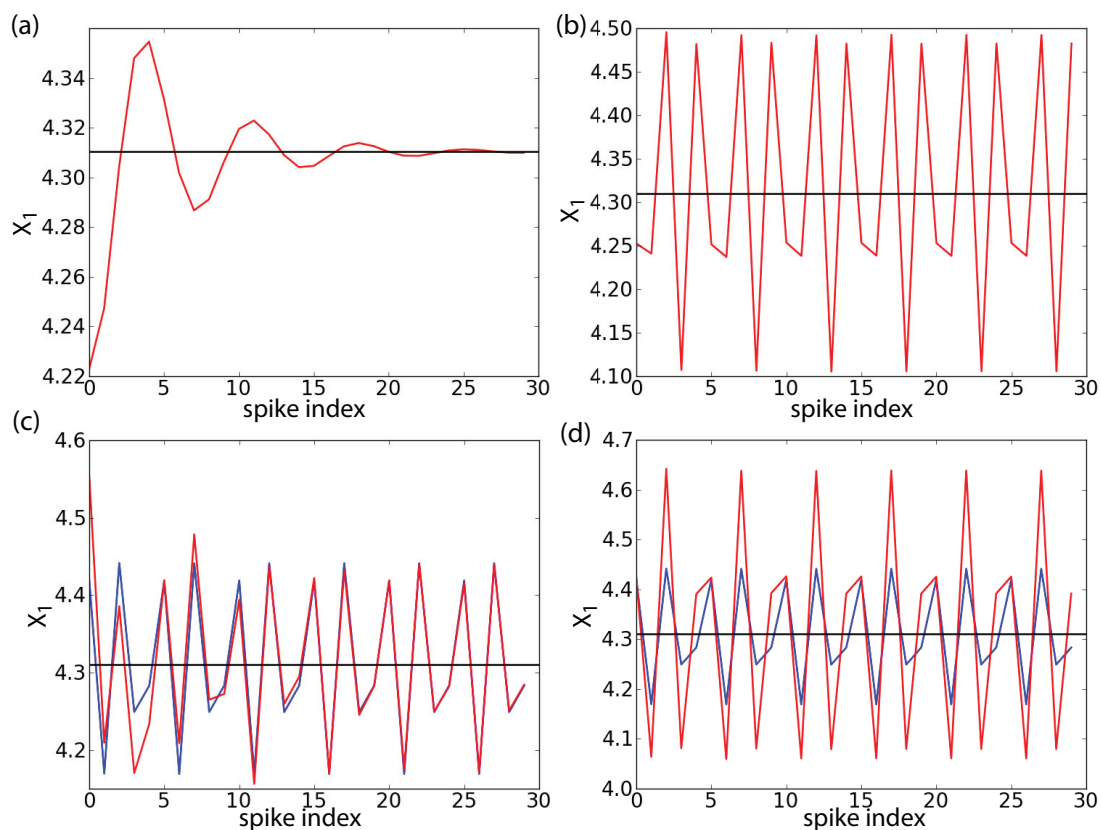 (a)
X1
4.34
4.32
4.30
4.28
4.26
4.24
4.22
0 5 10 15 20 25 30
spike index
(b)
X1
4.50
4.45
4.40
4.35
4.30
4.25
4.20
4.15
4.10
0 5 10 15 20 25 30
spike index
(c)
X1
4.6
4.5
4.4
4.3
4.2
0 5 10 15 20 25 30
spike index
(d)
X1
4.7
4.6
4.5
4.4
4.3
4.2
4.1
4.0
0 5 10 15 20 25 30
spike index